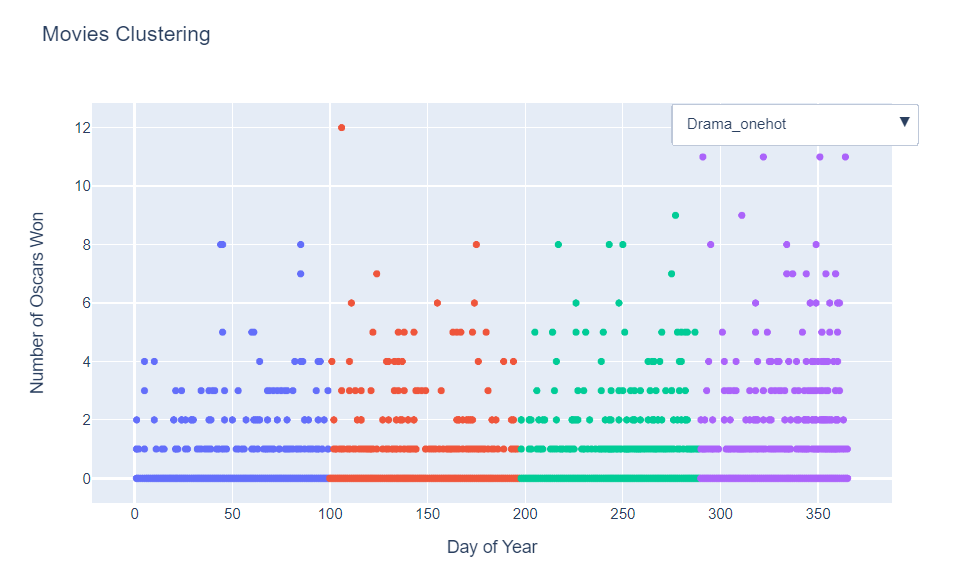 Movies Clustering
Drama_onehot ▼
12
10
8
6
4
2
0
Number of Oscars Won
0 50 100 150 200 250 300 350
Day of Year